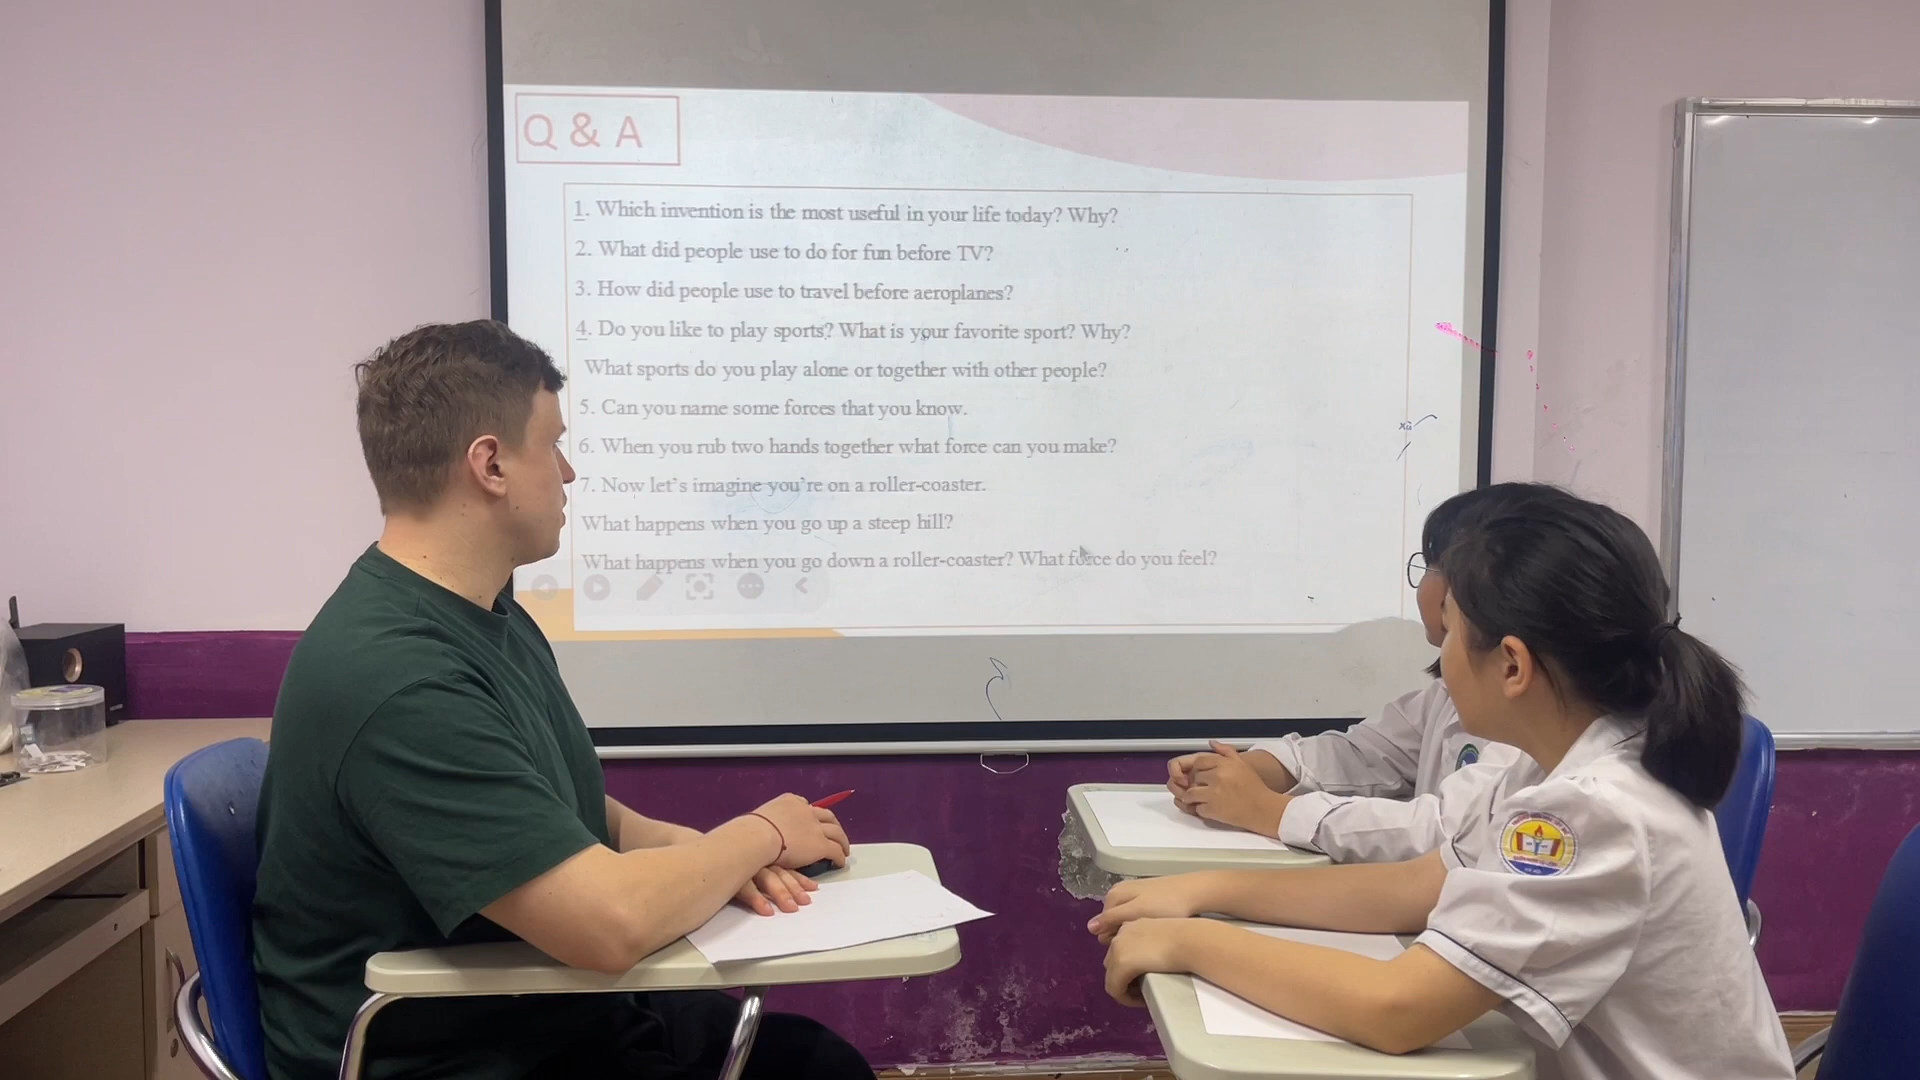 Q & A
1. Which invention is the most useful in your life today? Why?
2. What did people use to do for fun before TV?
3. How did people use to travel before aeroplanes?
4. Do you like to play sports? What is your favorite sport? Why?
What sports do you play alone or together with other people?
5. Can you name some forces that you know.
6. When you rub two hands together what force can you make?
7. Now let's imagine you're on a roller-coaster.
What happens when you go up a steep hill?
What happens when you go down a roller-coaster? What force do you feel?